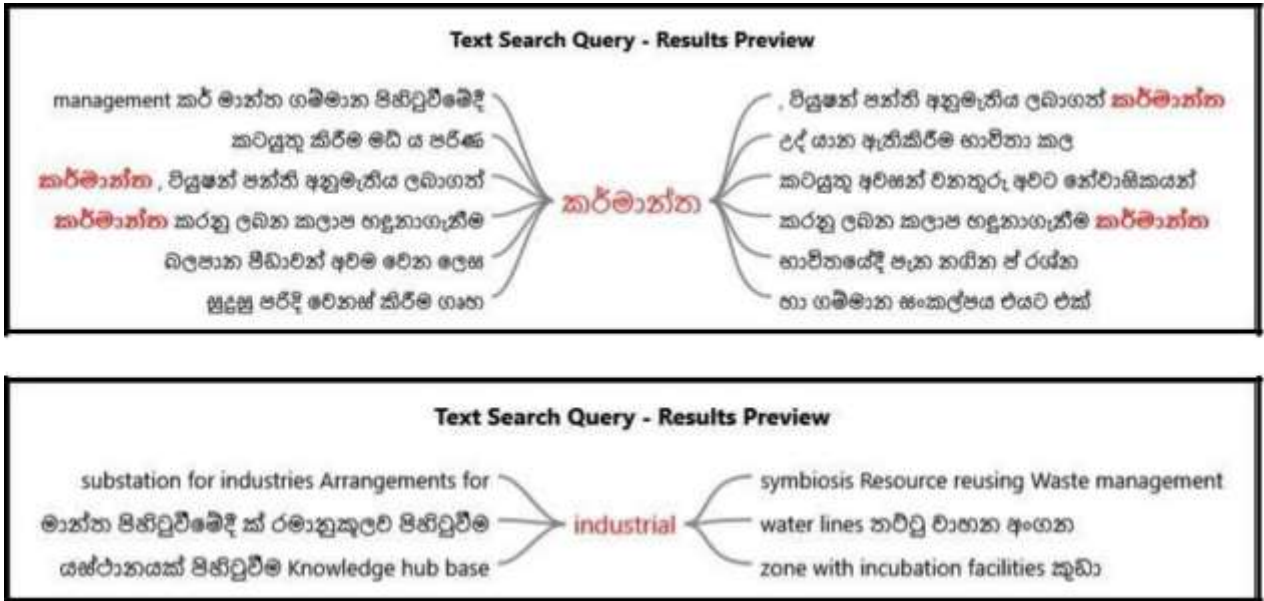 Text Search Query - Results Preview
management කර් මාන්ත ගම්මාන පිහිටුවීමේදී
කටයුතු කිරීම මධ් ය පරිණ
කර්මාන්ත , වියුෂන් පන්ති අනුමැතිය ලබාගත්
කර්මාන්ත කරනු ලබන කලාප හඳුනාගැනීම
බලපාන පීඩාවන් අවම වෙන ලෙස
සුදුසු පරිදි වෙනස් කිරීම ගෘහ
කර්මාන්ත
, වියුෂන් පන්ති අනුමැතිය ලබාගත් කර්මාන්ත
උද් යාන ඇතිකිරීම භාවිතා කල
කටයුතු අවසන් වනතුරු අවට නේවාසිකයන්
කරනු ලබන කලාප හඳුනාගැනීම කර්මාන්ත
භාවිතයේදී පැන නගින ප් රශ්න
හා ගම්මාන සංකල්පය එයට එක්
Text Search Query - Results Preview
substation for industries Arrangements for
මාන්ත පිහිටුවීමේදී ක් රමානුකූලව පිහිටුවීම
යස්ථානයක් පිහිටුවීම Knowledge hub base
industrial
symbiosis Resource reusing Waste management
water lines තට්ටු වාහන අංගන
zone with incubation facilities කුඩා